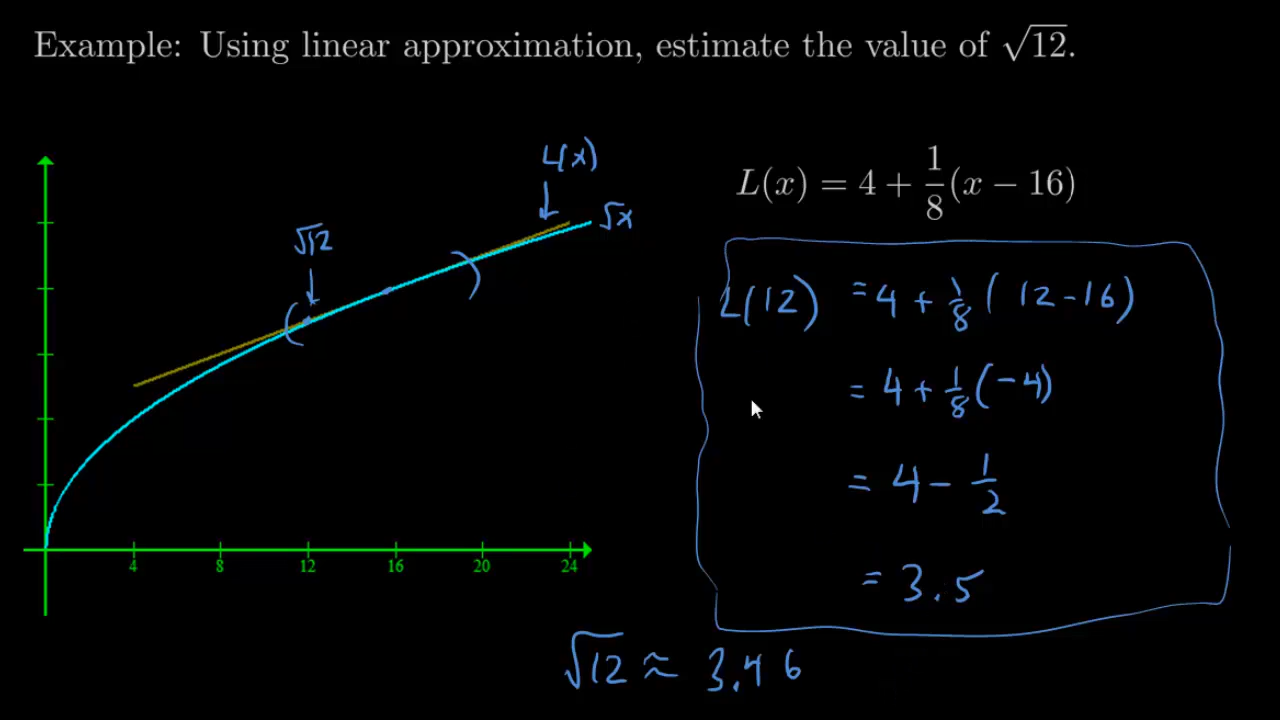 Example: Using linear approximation, estimate the value of √12.
L(x)
√x
√12
L(x) = 4 + 1/8(x − 16)
L(12) = 4 + 1/8(12 - 16)
= 4 + 1/8(-4)
= 4 - 1/2
= 3.5
4 8 12 16 20 24
√12 ≈ 3.46